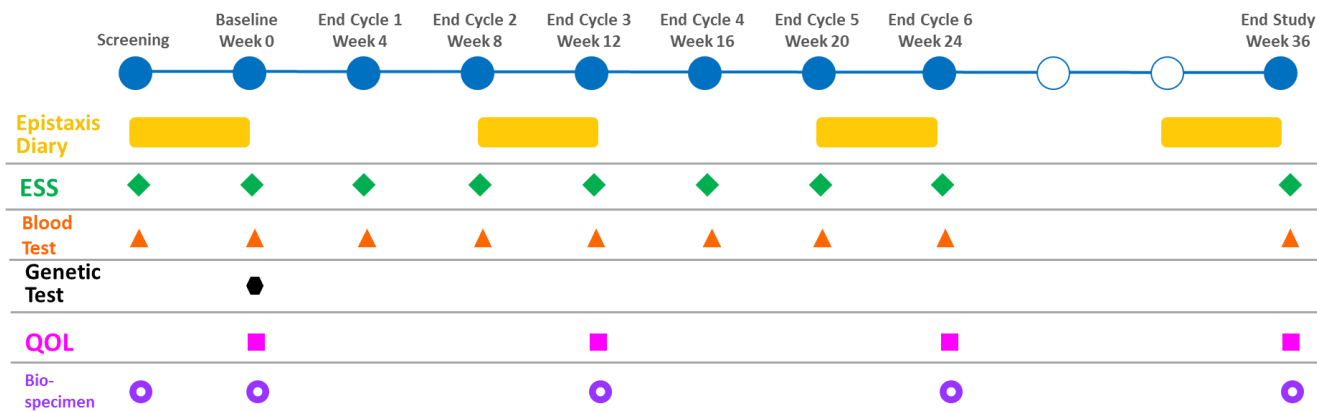 Screening
Baseline
Week 0
End Cycle 1
Week 4
End Cycle 2
Week 8
End Cycle 3
Week 12
End Cycle 4
Week 16
End Cycle 5
Week 20
End Cycle 6
Week 24
End Study
Week 36
Epistaxis
Diary
ESS
Blood
Test
Genetic
Test
QOL
Bio-
specimen